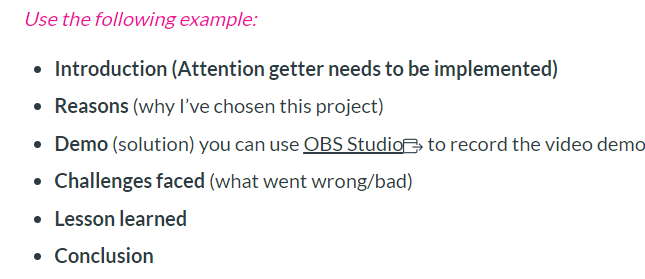 Use the following example:
Introduction (Attention getter needs to be implemented)
Reasons (why I've chosen this project)
Demo (solution) you can use OBS Studio to record the video demo
Challenges faced (what went wrong/bad)
Lesson learned
Conclusion